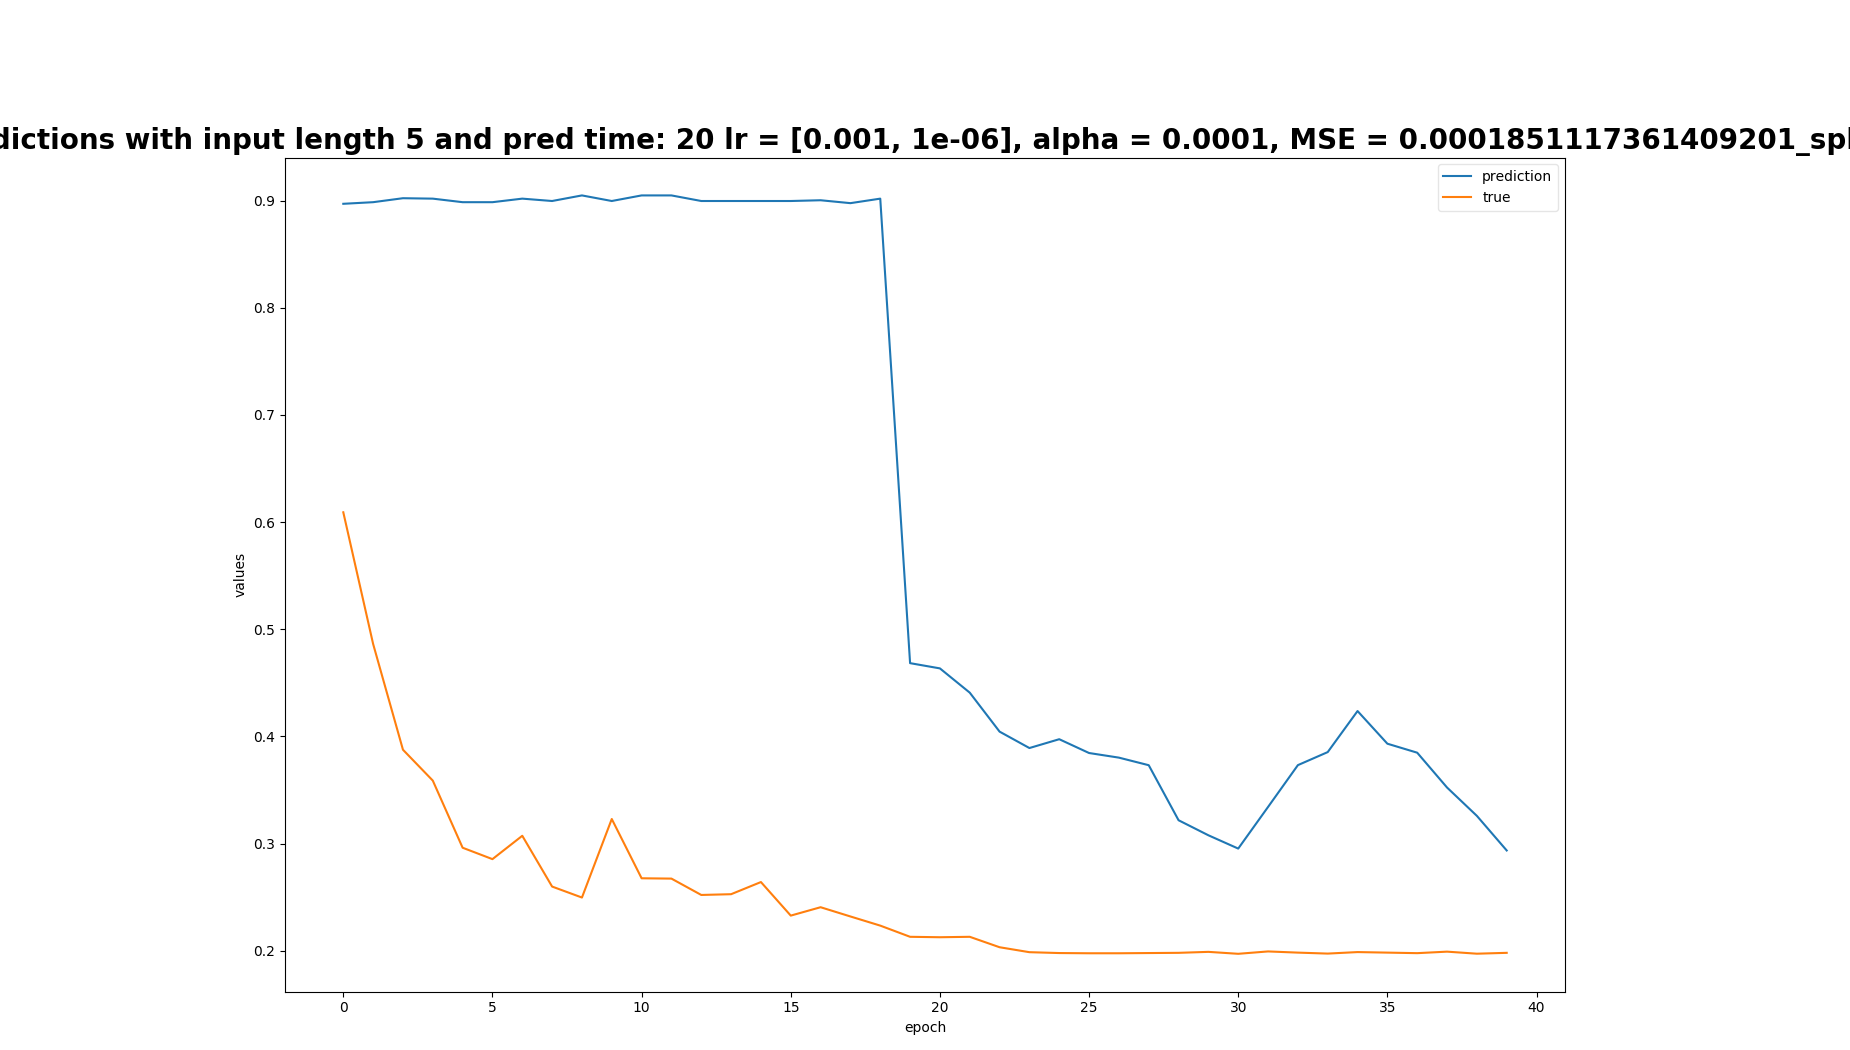 dictions with input length 5 and pred time: 20 lr = [0.001, 1e-06], alpha = 0.0001, MSE = 0.0001851117361409201_spl
prediction
true
0.9
0.8
0.7
0.6
0.5
0.4
0.3
0.2
values
0 5 10 15 20 25 30 35 40
epoch